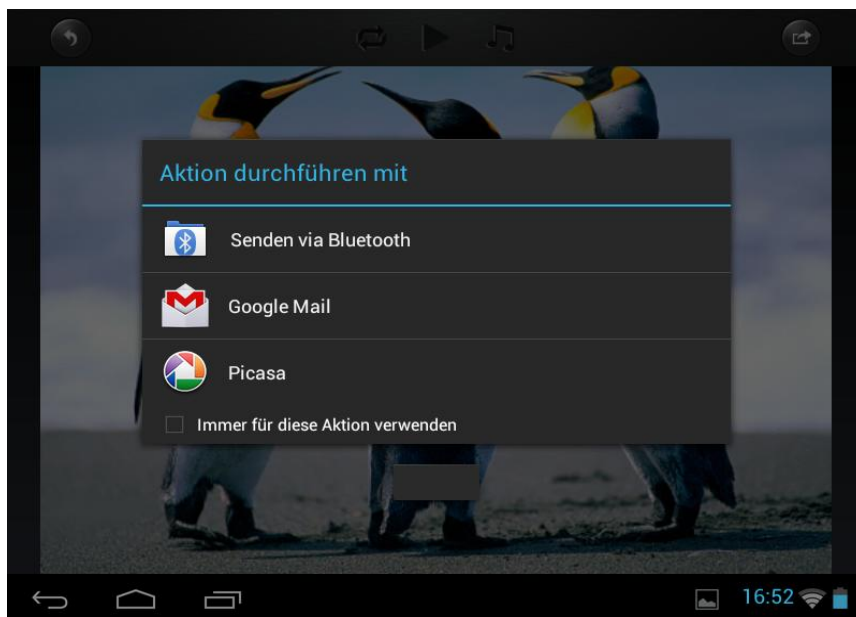 Aktion durchführen mit
Senden via Bluetooth
Google Mail
Picasa
Immer für diese Aktion verwenden
16:52